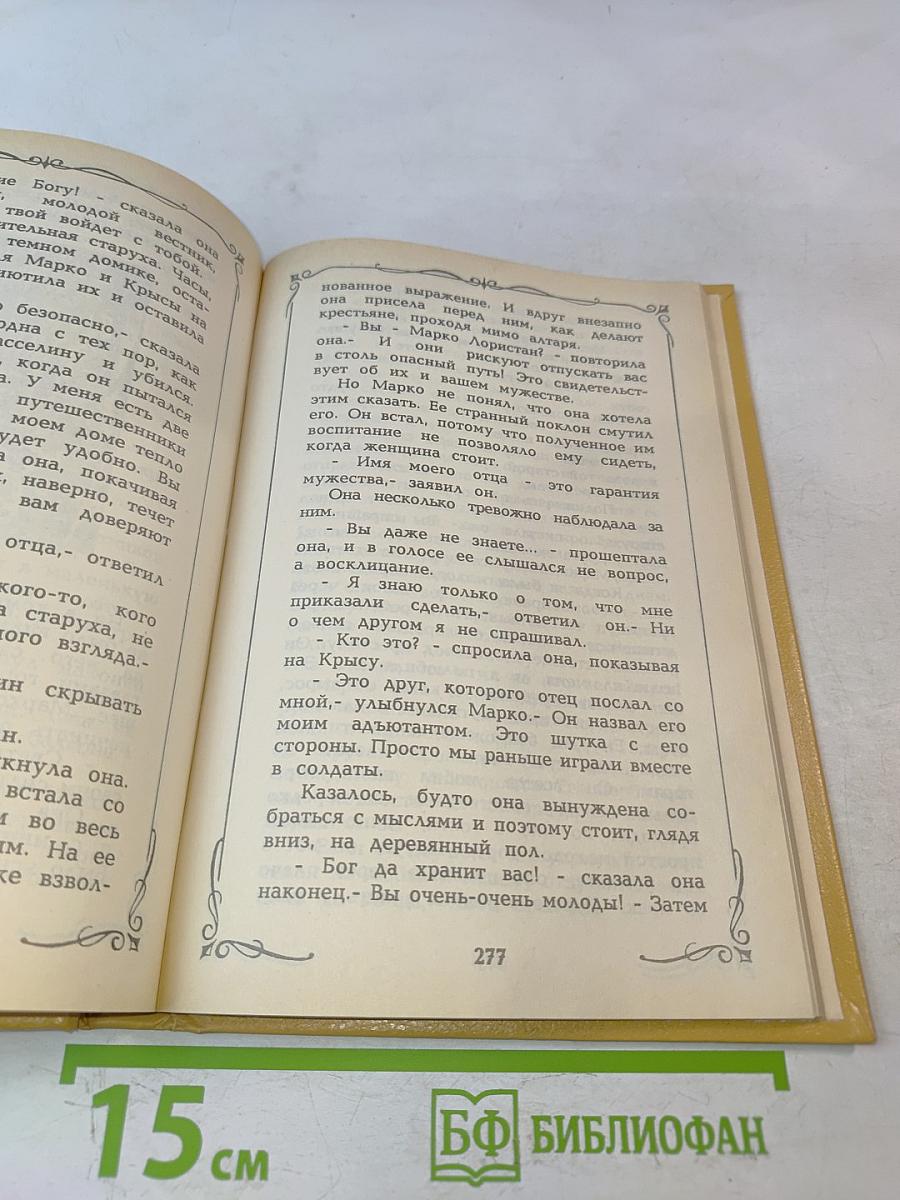 ие Богу! - сказала она
молодой вестник,
твой войдет с тобой.
ительная старуха. Часы,
темном домике, оста-
я Марко и Крысы на
иютила их и оставила
о безопасно,- сказала
одна с тех пор, как
асселину и убился.
, когда он пытался
а. У меня есть две
путешественники
моем доме тепло
удет удобно. Вы
а она, покачивая
, наверно, течет
вам доверяют
отца,- ответил
кого-то, кого
а старуха, не
ного взгляда.-
ин скрывать
ан.
кнула она.
встала со
м во весь
ым. На ее
же взвол-
нованное выражение. И вдруг внезапно
она присела перед ним, как делают
крестьяне, проходя мимо алтаря.
- Вы - Марко Лористан? - повторила
она.- И они рискуют отпускать вас
в столь опасный путь! Это свидетельст-
вует об их и вашем мужестве.
Но Марко не понял, что она хотела
этим сказать. Ее странный поклон смутил
его. Он встал, потому что полученное им
воспитание не позволяло ему сидеть,
когда женщина стоит.
- Имя моего отца - это гарантия
мужества,- заявил он.
Она несколько тревожно наблюдала за
ним.
- Вы даже не знаете... - прошептала
она, и в голосе ее слышался не вопрос,
а восклицание.
- Я знаю только о том, что мне
приказали сделать,- ответил он.- Ни
о чем другом я не спрашивал.
- Кто это? - спросила она, показывая
на Крысу.
- Это друг, которого отец послал со
мной,- улыбнулся Марко.- Он назвал его
моим адъютантом. Это шутка с его
стороны. Просто мы раньше играли вместе
в солдаты.
Казалось, будто она вынуждена со-
браться с мыслями и поэтому стоит, глядя
вниз, на деревянный пол.
- Бог да хранит вас! - сказала она
наконец.- Вы очень-очень молоды! - Затем
277
15 см
БФ БИБЛИОФАН